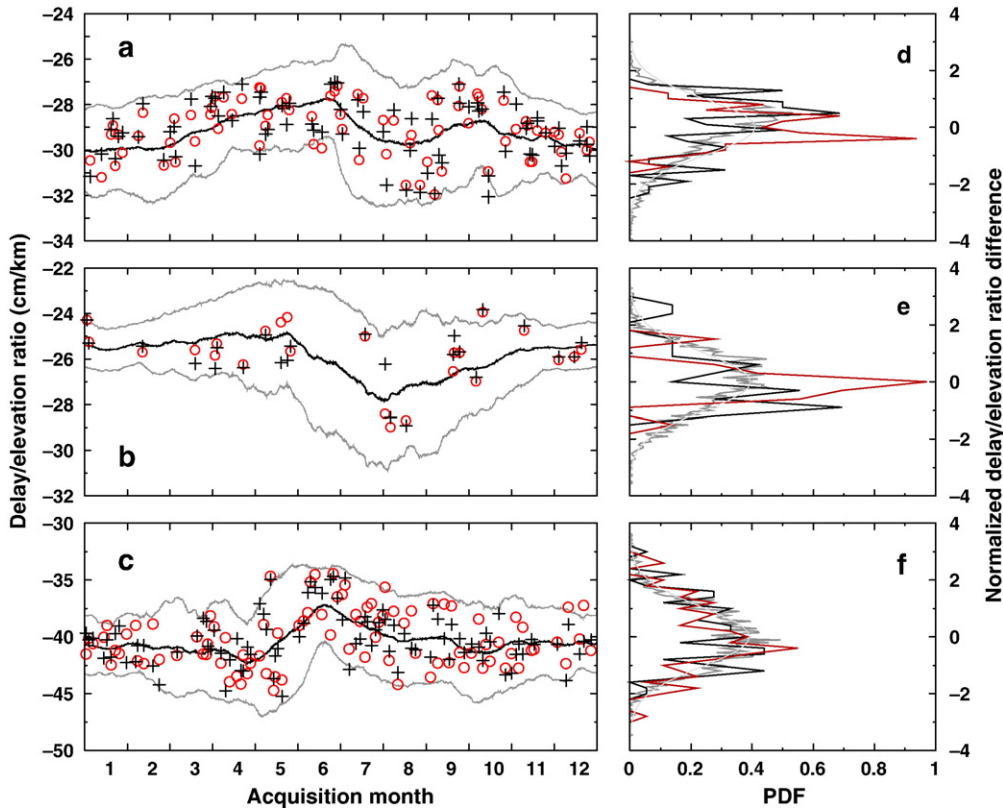 Delay/elevation ratio (cm/km)
a
–24
–26
–28
–30
–32
–34
b
–22
–24
–26
–28
–30
–32
c
–30
–35
–40
–45
–50
1 2 3 4 5 6 7 8 9 10 11 12
Acquisition month
d
4
2
0
–2
–4
e
4
2
0
–2
–4
f
4
2
0
–2
–4
0 0.2 0.4 0.6 0.8 1
PDF
Normalized delay/elevation ratio difference